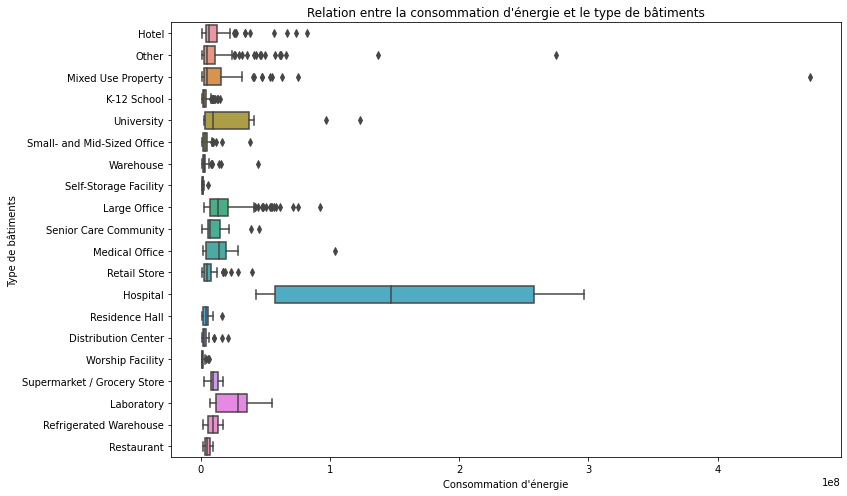 Relation entre la consommation d'énergie et le type de bâtiments
Type de bâtiments
Hotel
Other
Mixed Use Property
K-12 School
University
Small- and Mid-Sized Office
Warehouse
Self-Storage Facility
Large Office
Senior Care Community
Medical Office
Retail Store
Hospital
Residence Hall
Distribution Center
Worship Facility
Supermarket / Grocery Store
Laboratory
Refrigerated Warehouse
Restaurant
0 1 2 3 4
1e8
Consommation d'énergie